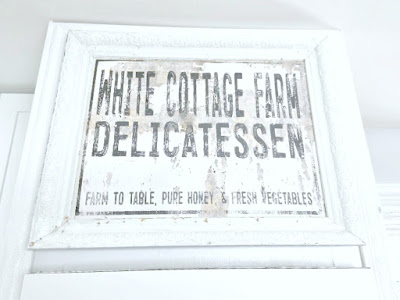 WHITE COTTAGE FARM
DELICATESSEN
FARM TO TABLE, PURE HONEY, & FRESH VEGETABLES